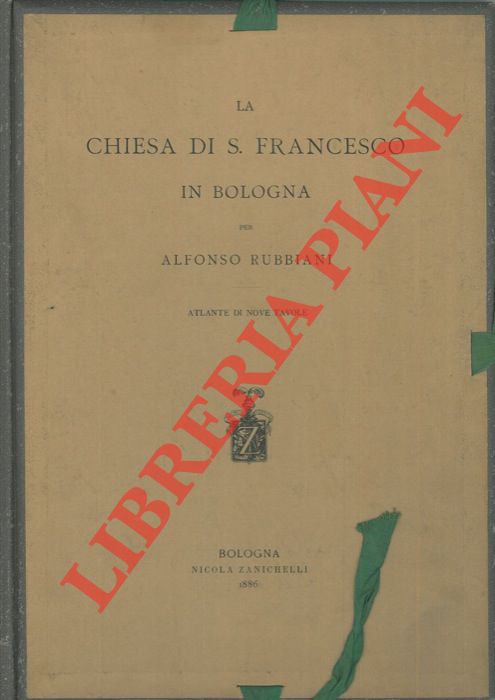 LA
CHIESA DI S. FRANCESCO
IN BOLOGNA
PER
ALFONSO RUBBIANI
ATLANTE DI NOVE TAVOLE
Z
BOLOGNA
NICOLA ZANICHELLI
1886
LIBRERIA PIANI